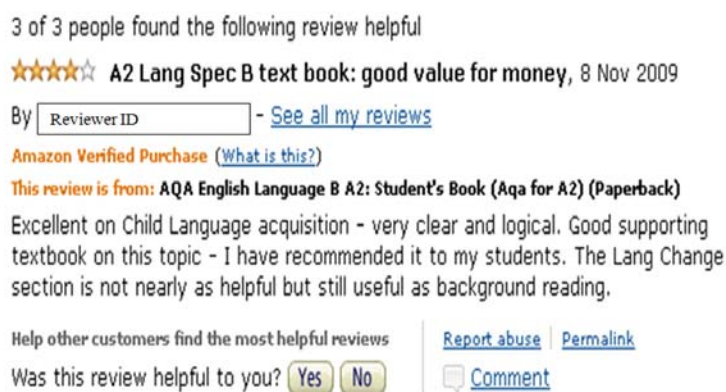 3 of 3 people found the following review helpful
A2 Lang Spec B text book: good value for money, 8 Nov 2009
By Reviewer ID - See all my reviews
Amazon Verified Purchase (What is this?)
This review is from: AQA English Language B A2: Student's Book (Aqa for A2) (Paperback)
Excellent on Child Language acquisition - very clear and logical. Good supporting
textbook on this topic - I have recommended it to my students. The Lang Change
section is not nearly as helpful but still useful as background reading.
Help other customers find the most helpful reviews Report abuse | Permalink
Was this review helpful to you? Yes No Comment